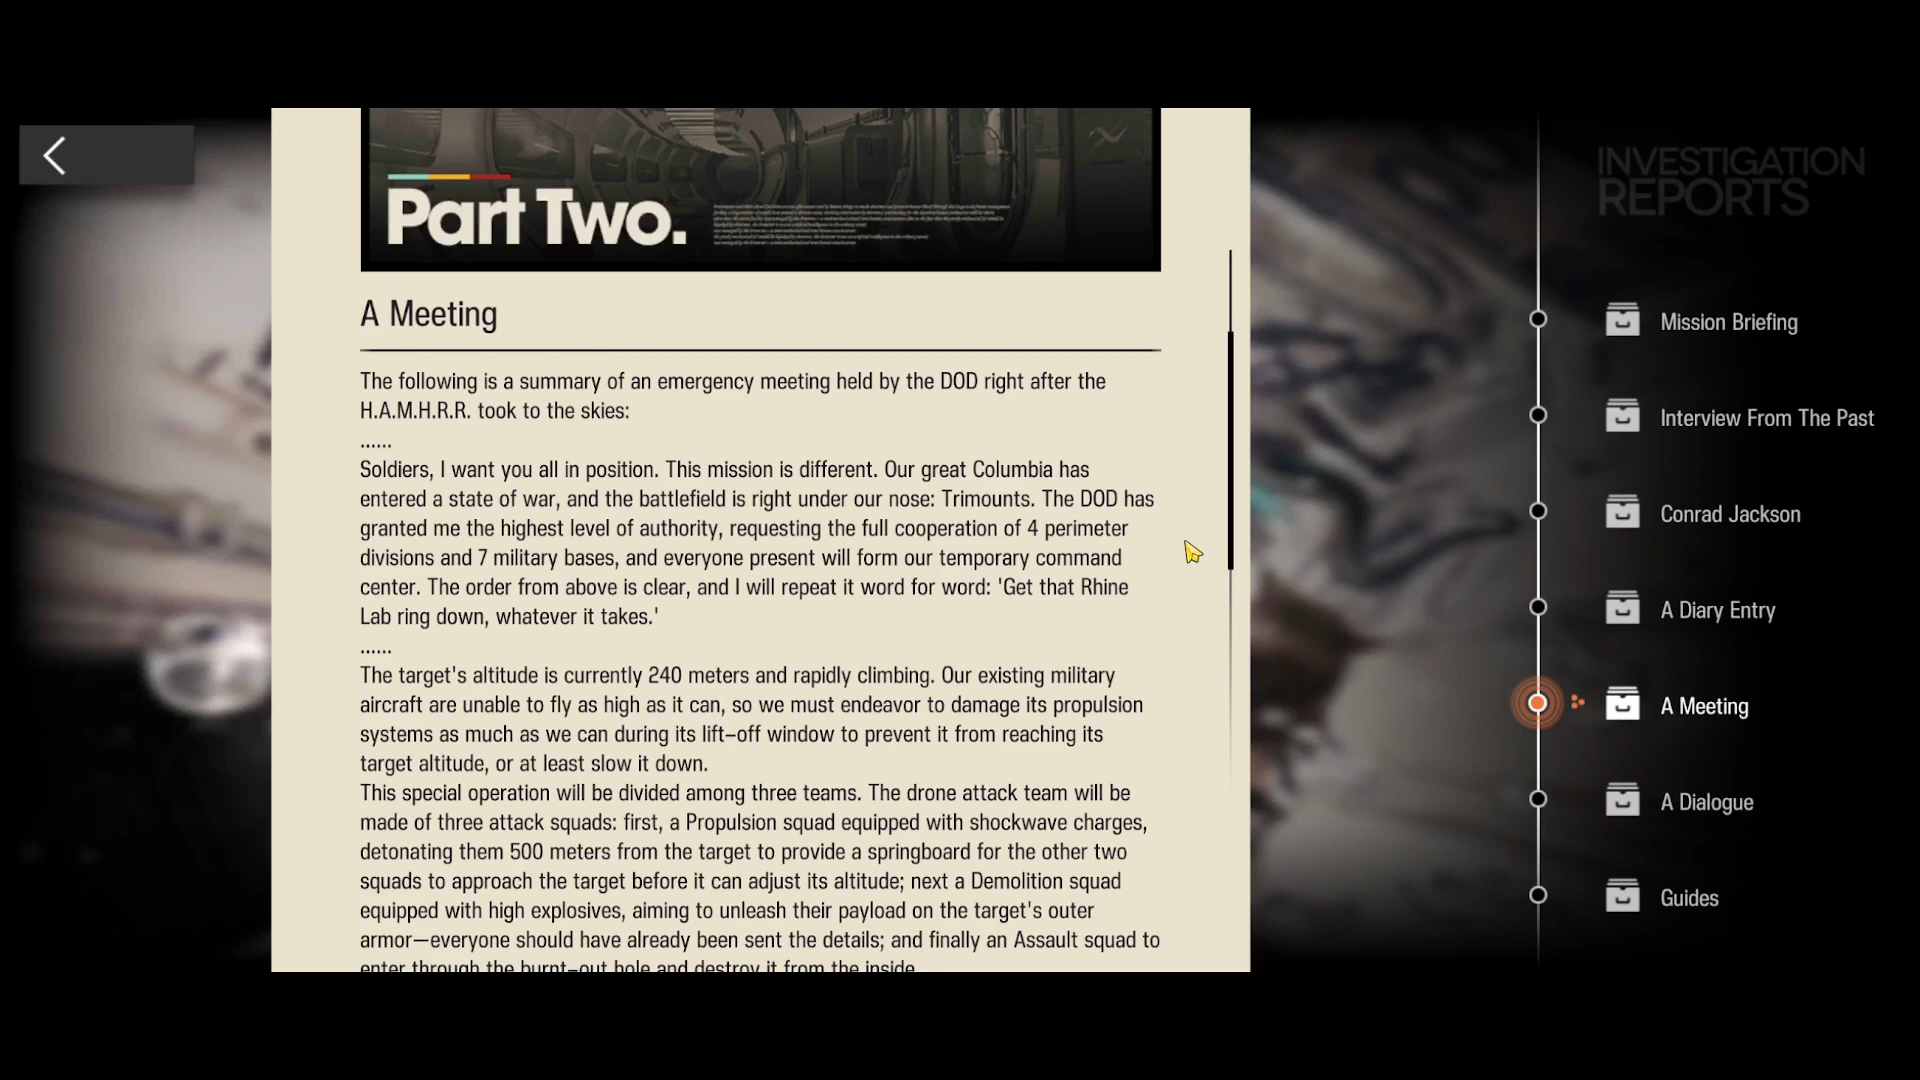 Part Two.
A Meeting
The following is a summary of an emergency meeting held by the DOD right after the
H.A.M.H.R.R. took to the skies:
......
Soldiers, I want you all in position. This mission is different. Our great Columbia has
entered a state of war, and the battlefield is right under our nose: Trimounts. The DOD has
granted me the highest level of authority, requesting the full cooperation of 4 perimeter
divisions and 7 military bases, and everyone present will form our temporary command
center. The order from above is clear, and I will repeat it word for word: 'Get that Rhine
Lab ring down, whatever it takes.'
......
The target's altitude is currently 240 meters and rapidly climbing. Our existing military
aircraft are unable to fly as high as it can, so we must endeavor to damage its propulsion
systems as much as we can during its lift–off window to prevent it from reaching its
target altitude, or at least slow it down.
This special operation will be divided among three teams. The drone attack team will be
made of three attack squads: first, a Propulsion squad equipped with shockwave charges,
detonating them 500 meters from the target to provide a springboard for the other two
squads to approach the target before it can adjust its altitude; next a Demolition squad
equipped with high explosives, aiming to unleash their payload on the target's outer
armor—everyone should have already been sent the details; and finally an Assault squad to
enter through the burnt–out hole and destroy it from the inside.
INVESTIGATION
REPORTS
Mission Briefing
Interview From The Past
Conrad Jackson
A Diary Entry
A Meeting
A Dialogue
Guides